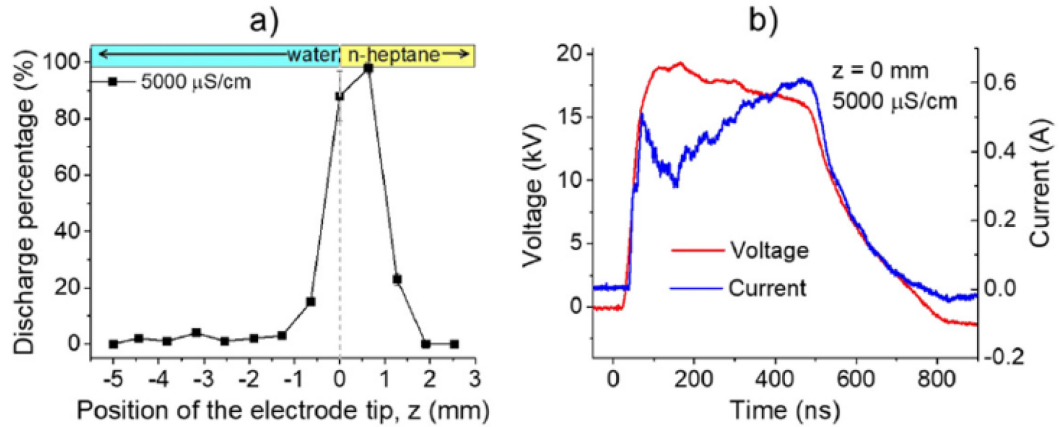 a)
water n-heptane
5000 μS/cm
Discharge percentage (%)
100
80
60
40
20
0
-5 -4 -3 -2 -1 0 1 2 3
Position of the electrode tip, z (mm)
b)
z = 0 mm
5000 μS/cm
Voltage (kV)
20
15
10
5
0
Voltage
Current
Current (A)
0.6
0.4
0.2
0.0
-0.2
0 200 400 600 800
Time (ns)